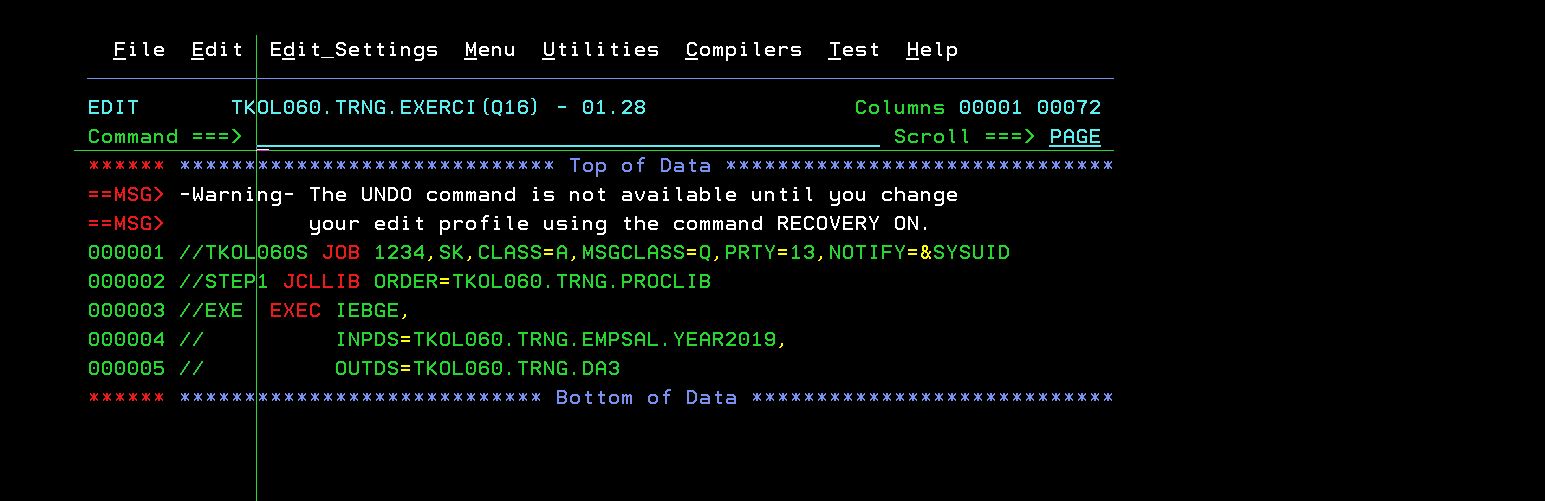 File Edit Edit_Settings Menu Utilities Compilers Test Help
EDIT TKOL060.TRNG.EXERCI(Q16) - 01.28 Columns 00001 00072
Command ===> Scroll ===> PAGE
****** ***************************** Top of Data ******************************
==MSG> -Warning- The UNDO command is not available until you change
==MSG> your edit profile using the command RECOVERY ON.
000001 //TKOL060S JOB 1234,SK,CLASS=A,MSGCLASS=Q,PRTY=13,NOTIFY=&SYSUID
000002 //STEP1 JCLLIB ORDER=TKOL060.TRNG.PROCLIB
000003 //EXE EXEC IEBGE,
000004 // INPDS=TKOL060.TRNG.EMPSAL.YEAR2019,
000005 // OUTDS=TKOL060.TRNG.DA3
****** **************************** Bottom of Data ****************************